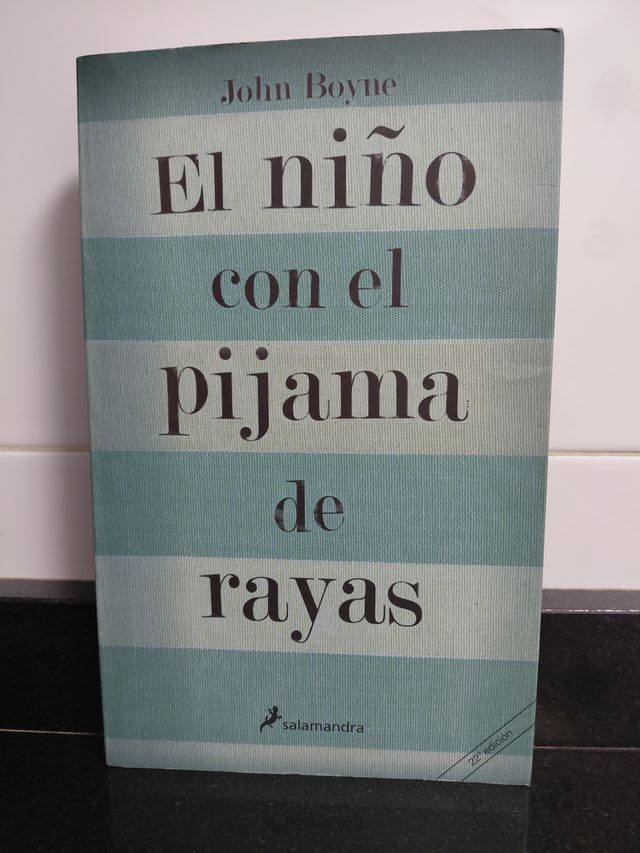 John Boyne
El niño
con el
pijama
de
rayas
salamandra
22ª edición